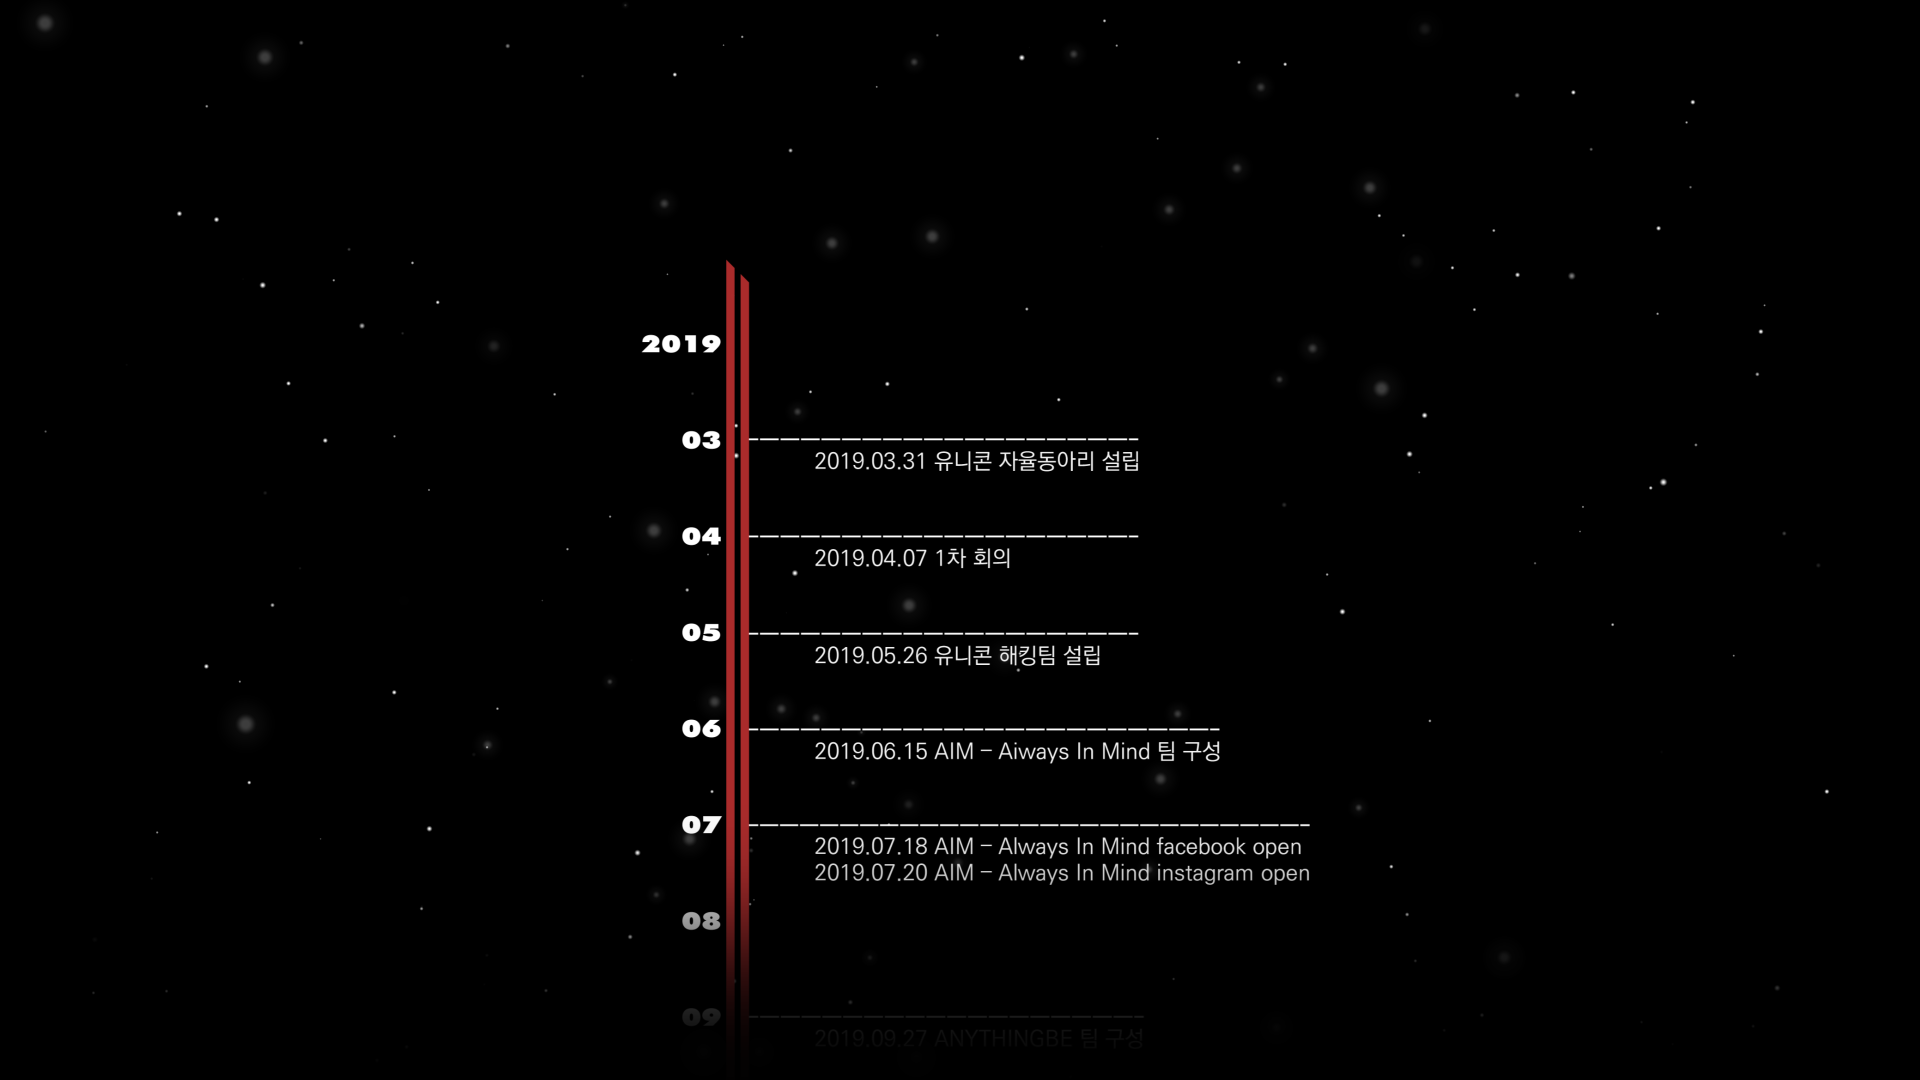 2019
03
2019.03.31 유니콘 자율동아리 설립
04
2019.04.07 1차 회의
05
2019.05.26 유니콘 해킹팀 설립
06
2019.06.15 AIM - Aiways In Mind 팀 구성
07
2019.07.18 AIM - Always In Mind facebook open
2019.07.20 AIM - Always In Mind instagram open
08
09
2019.09.27 ANYTHINGBE 팀 구성